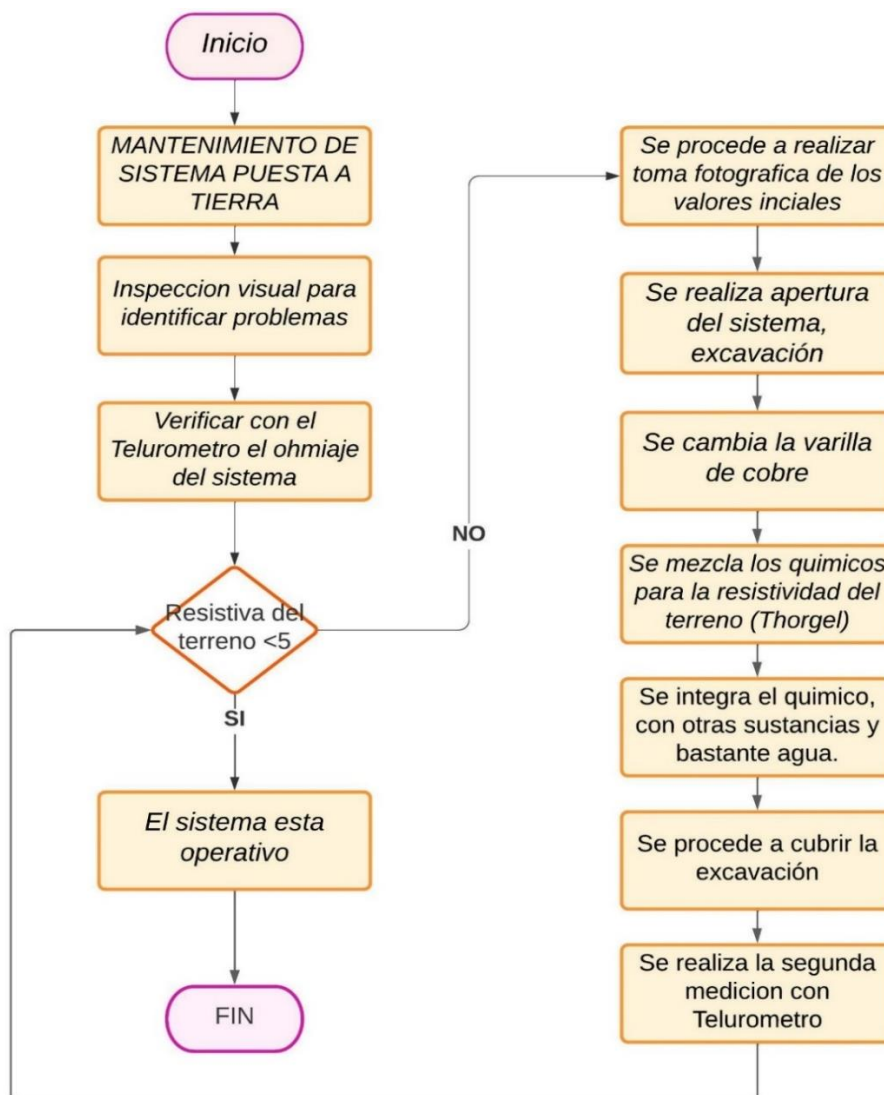 Inicio
MANTENIMIENTO DE
SISTEMA PUESTA A
TIERRA
Inspeccion visual para
identificar problemas
Verificar con el
Telurometro el ohmiaje
del sistema
Resistiva del
terreno <5
SI
El sistema esta
operativo
FIN
NO
Se procede a realizar
toma fotografica de los
valores inciales
Se realiza apertura
del sistema,
excavación
Se cambia la varilla
de cobre
Se mezcla los quimicos
para la resistividad del
terreno (Thorgel)
Se integra el quimico,
con otras sustancias y
bastante agua.
Se procede a cubrir la
excavación
Se realiza la segunda
medicion con
Telurometro